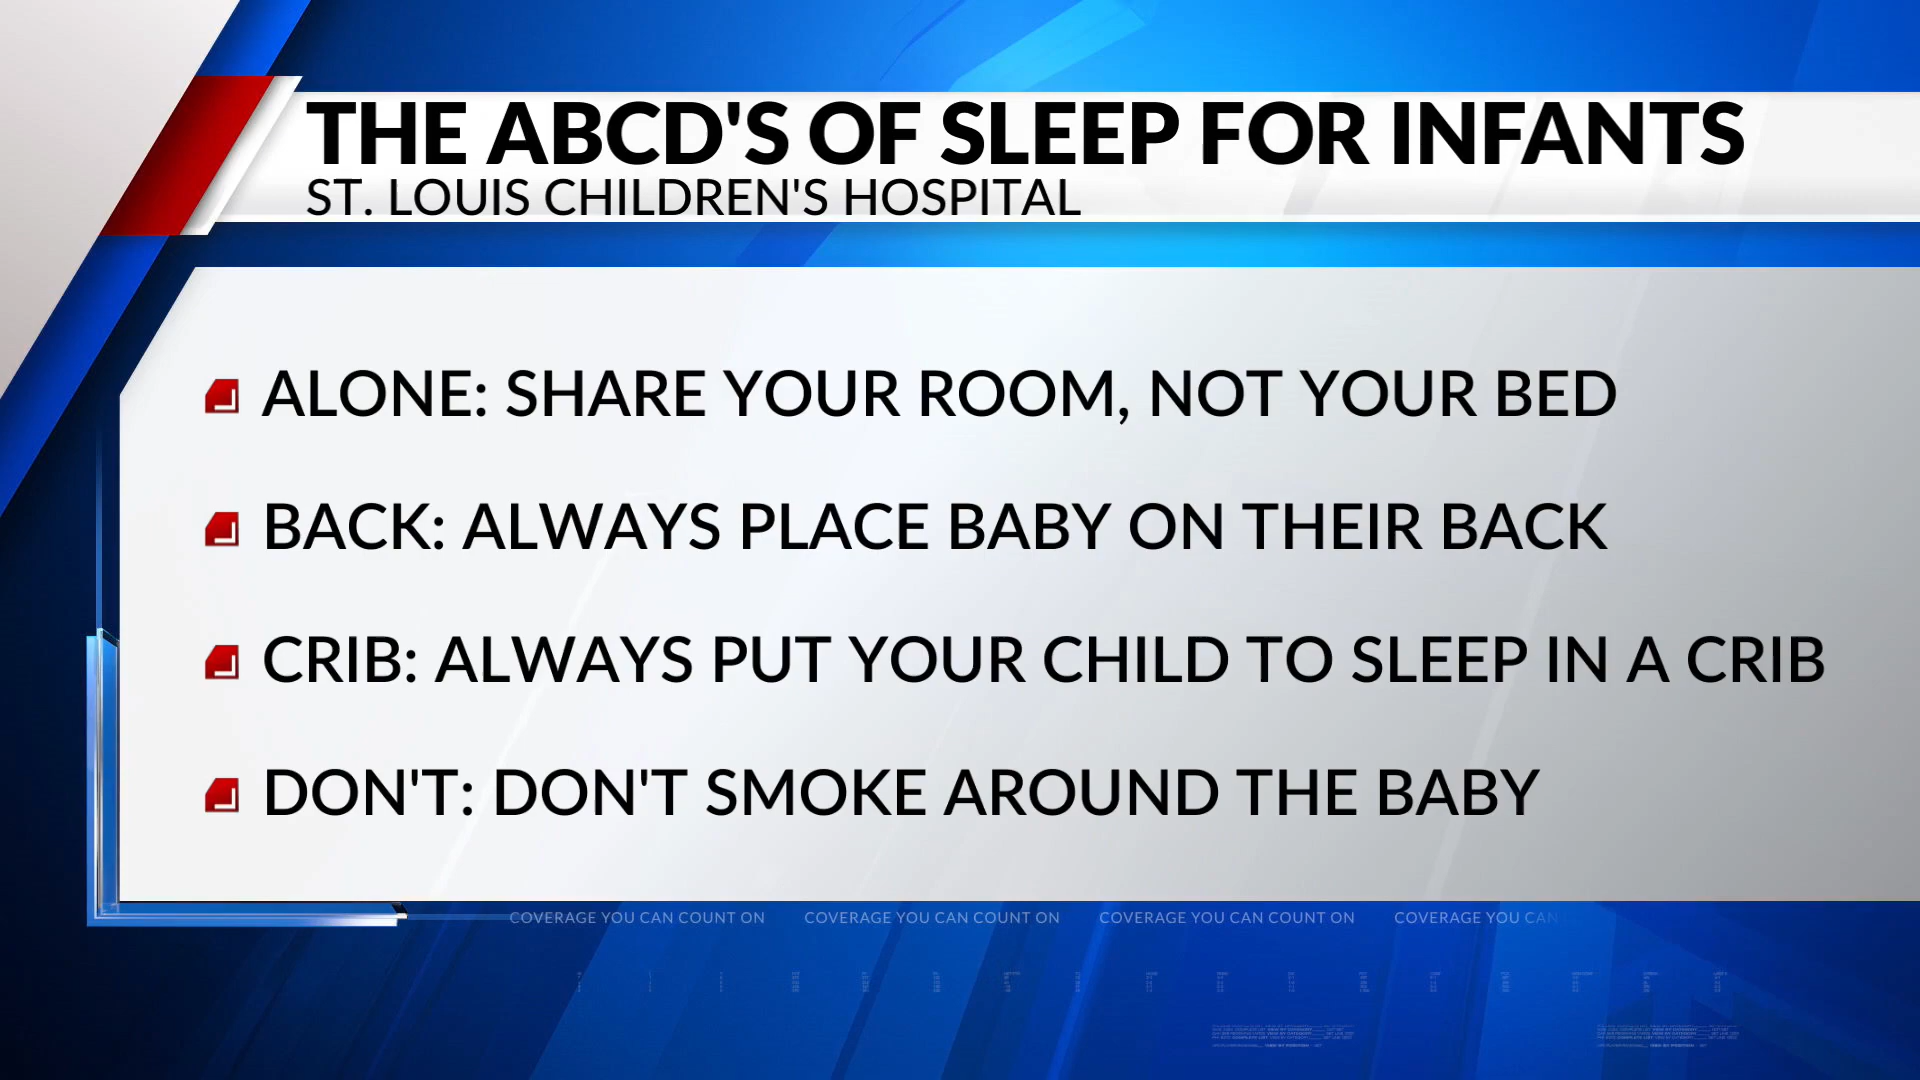 THE ABCD'S OF SLEEP FOR INFANTS
ST. LOUIS CHILDREN'S HOSPITAL
ALONE: SHARE YOUR ROOM, NOT YOUR BED
BACK: ALWAYS PLACE BABY ON THEIR BACK
CRIB: ALWAYS PUT YOUR CHILD TO SLEEP IN A CRIB
DON'T: DON'T SMOKE AROUND THE BABY
COVERAGE YOU CAN COUNT ON COVERAGE YOU CAN COUNT ON COVERAGE YOU CAN COUNT ON COVERAGE YOU CAN